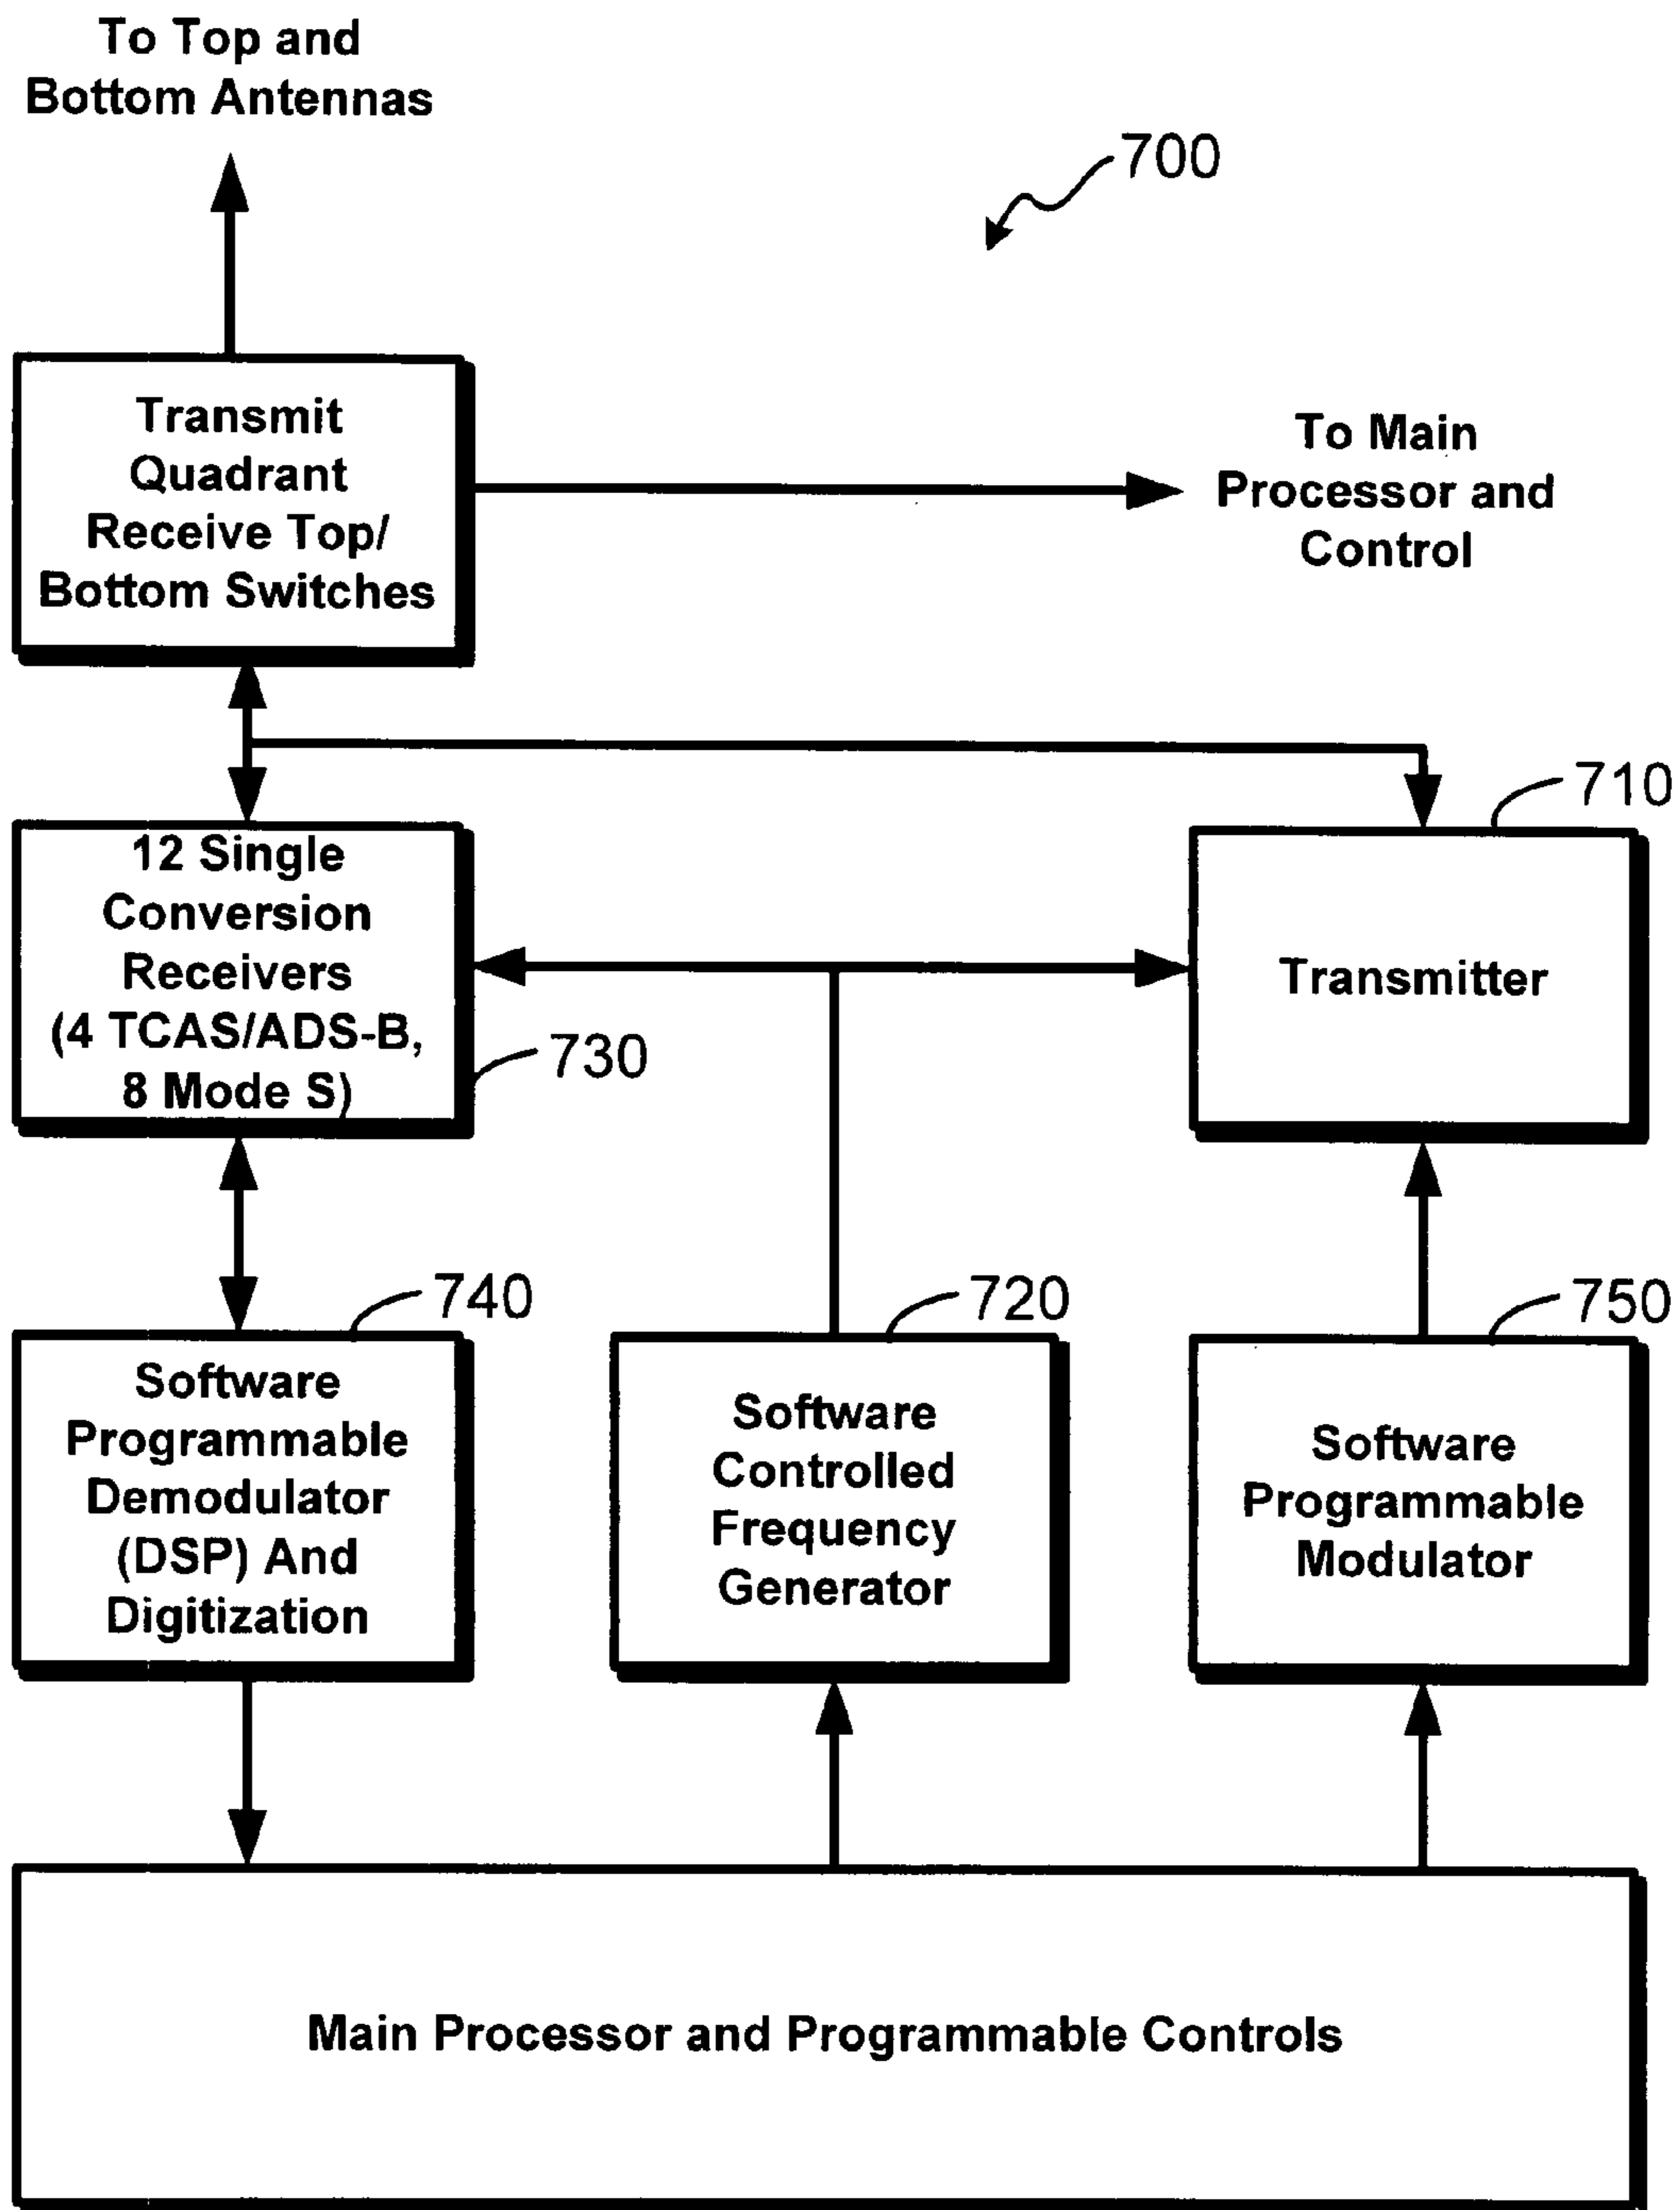 To Top and
Bottom Antennas
700
Transmit
Quadrant
Receive Top/
Bottom Switches
To Main
Processor and
Control
710
12 Single
Conversion
Receivers
(4 TCAS/ADS-B,
8 Mode S)
730
Transmitter
740
720
750
Software
Programmable
Demodulator
(DSP) And
Digitization
Software
Controlled
Frequency
Generator
Software
Programmable
Modulator
Main Processor and Programmable Controls